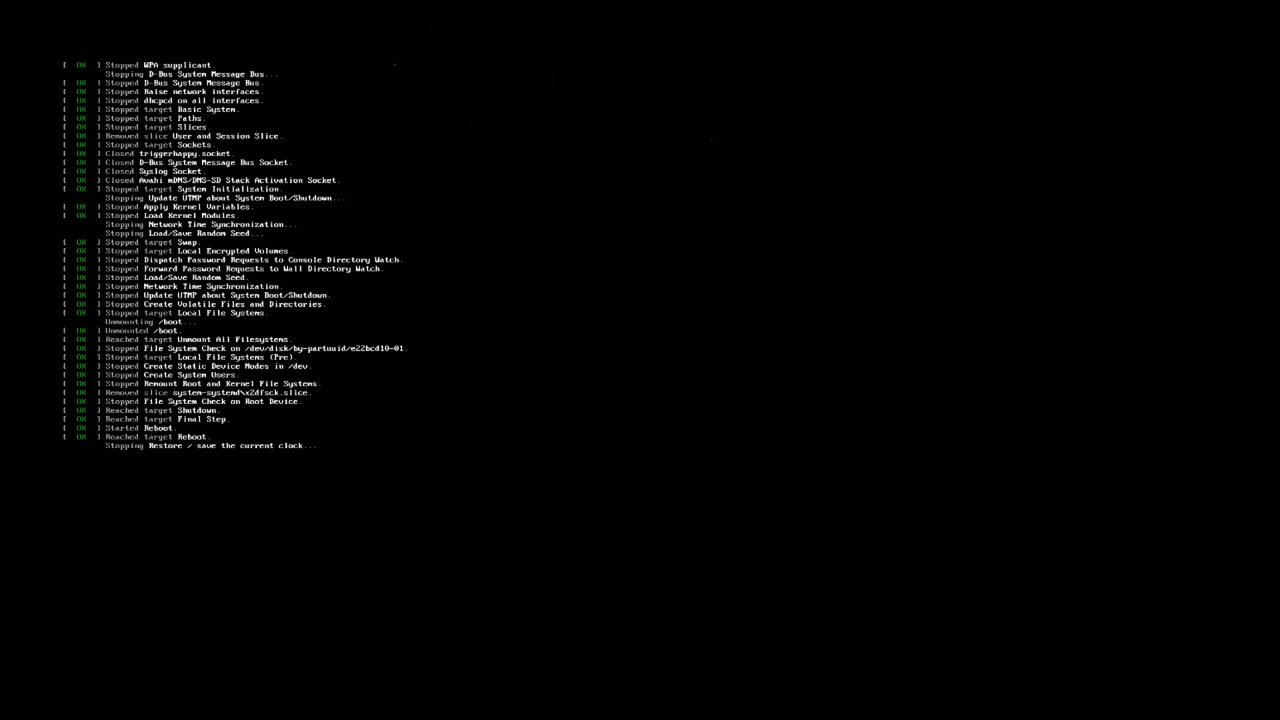 [  OK  ] Stopped WPA supplicant.
Stopping D-Bus System Message Bus...
[  OK  ] Stopped D-Bus System Message Bus.
[  OK  ] Stopped Raise network interfaces.
[  OK  ] Stopped dhcpcd on all interfaces.
[  OK  ] Stopped target Basic System.
[  OK  ] Stopped target Paths.
[  OK  ] Stopped target Slices.
[  OK  ] Removed slice User and Session Slice.
[  OK  ] Stopped target Sockets.
[  OK  ] Closed triggerhappy.socket.
[  OK  ] Closed D-Bus System Message Bus Socket.
[  OK  ] Closed Syslog Socket.
[  OK  ] Closed Avahi mDNS/DNS-SD Stack Activation Socket.
[  OK  ] Stopped target System Initialization.
Stopping Update UTMP about System Boot/Shutdown...
[  OK  ] Stopped Apply Kernel Variables.
[  OK  ] Stopped Load Kernel Modules.
Stopping Network Time Synchronization...
Stopping Load/Save Random Seed...
[  OK  ] Stopped target Swap.
[  OK  ] Stopped target Local Encrypted Volumes.
[  OK  ] Stopped Dispatch Password Requests to Console Directory Watch.
[  OK  ] Stopped Forward Password Requests to Wall Directory Watch.
[  OK  ] Stopped Load/Save Random Seed.
[  OK  ] Stopped Network Time Synchronization.
[  OK  ] Stopped Update UTMP about System Boot/Shutdown.
[  OK  ] Stopped Create Volatile Files and Directories.
[  OK  ] Stopped target Local File Systems.
Unmounting /boot...
[  OK  ] Unmounted /boot.
[  OK  ] Reached target Unmount All Filesystems.
[  OK  ] Stopped File System Check on /dev/disk/by-partuuid/e22bcd10-01.
[  OK  ] Stopped target Local File Systems (Pre).
[  OK  ] Stopped Create Static Device Nodes in /dev.
[  OK  ] Stopped Create System Users.
[  OK  ] Stopped Remount Root and Kernel File Systems.
[  OK  ] Removed slice system-systemd\x2dfsck.slice.
[  OK  ] Stopped File System Check on Root Device.
[  OK  ] Reached target Shutdown.
[  OK  ] Reached target Final Step.
[  OK  ] Started Reboot.
[  OK  ] Reached target Reboot.
Stopping Restore / save the current clock...